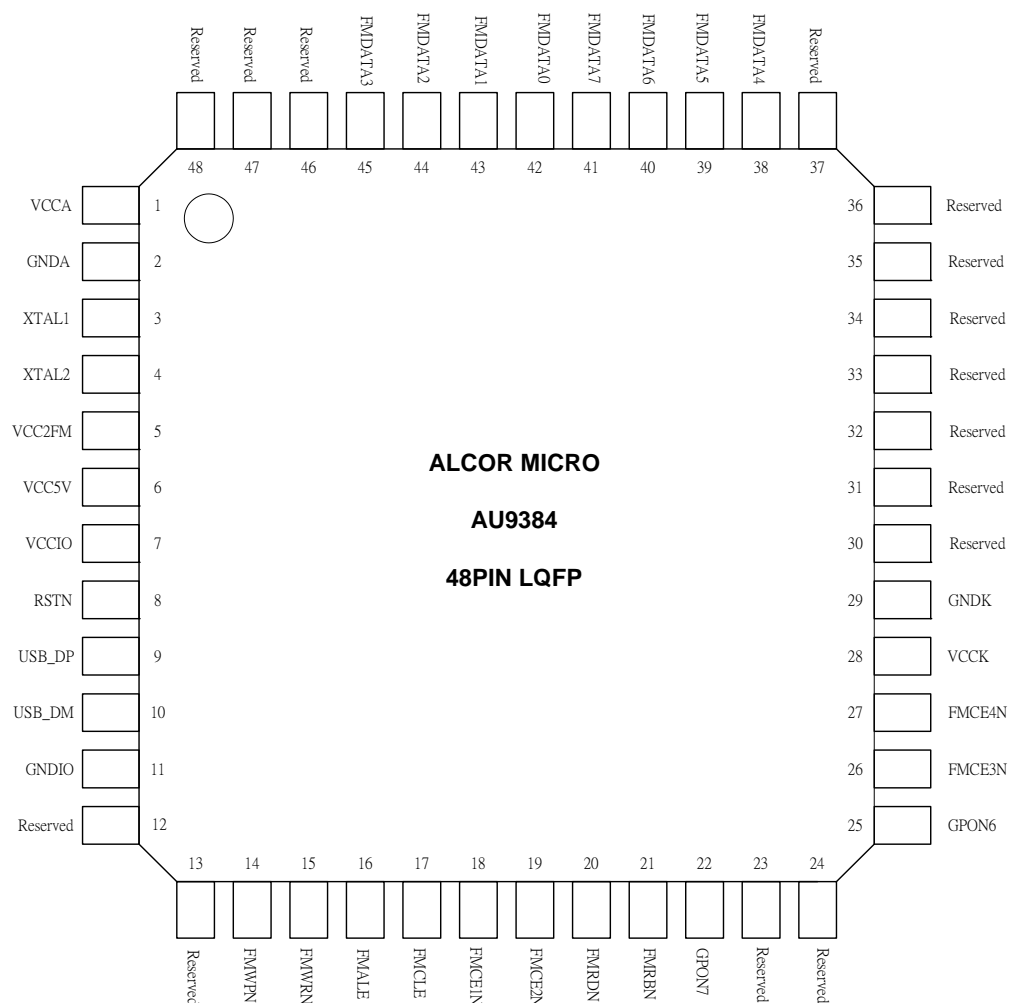 Reserved
Reserved
Reserved
FMDATA3
FMDATA2
FMDATA1
FMDATA0
FMDATA7
FMDATA6
FMDATA5
FMDATA4
Reserved
48 47 46 45 44 43 42 41 40 39 38 37
VCCA 1 36 Reserved
GNDA 2 35 Reserved
XTAL1 3 34 Reserved
XTAL2 4 33 Reserved
VCC2FM 5 32 Reserved
ALCOR MICRO
VCC5V 6 31 Reserved
AU9384
VCCIO 7 30 Reserved
48PIN LQFP
RSTN 8 29 GNDK
USB_DP 9 28 VCCK
USB_DM 10 27 FMCE4N
GNDIO 11 26 FMCE3N
Reserved 12 25 GPON6
13 14 15 16 17 18 19 20 21 22 23 24
Reserved
FMWPN
FMWRN
FMALE
FMCLE
FMCE1N
FMCE2N
FMRDN
FMRBN
GPON7
Reserved
Reserved